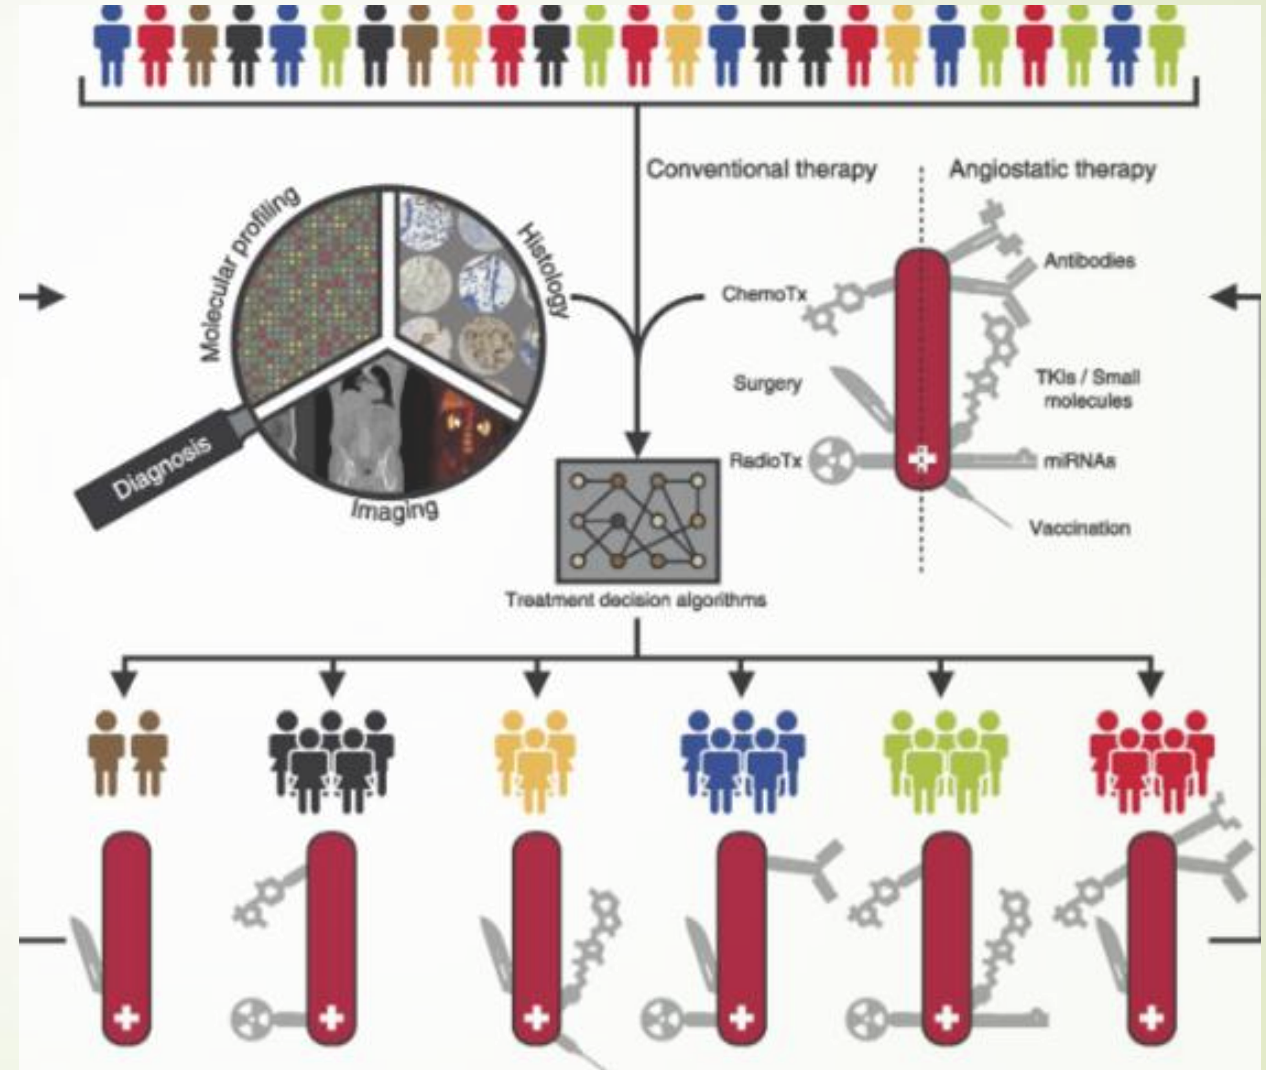 Conventional therapy
Angiostatic therapy
Molecular profiling
Histology
Antibodies
ChemoTx
Surgery
TKIs / Small
molecules
RadioTx
miRNAs
Diagnosis
Imaging
Vaccination
Treatment decision algorithms